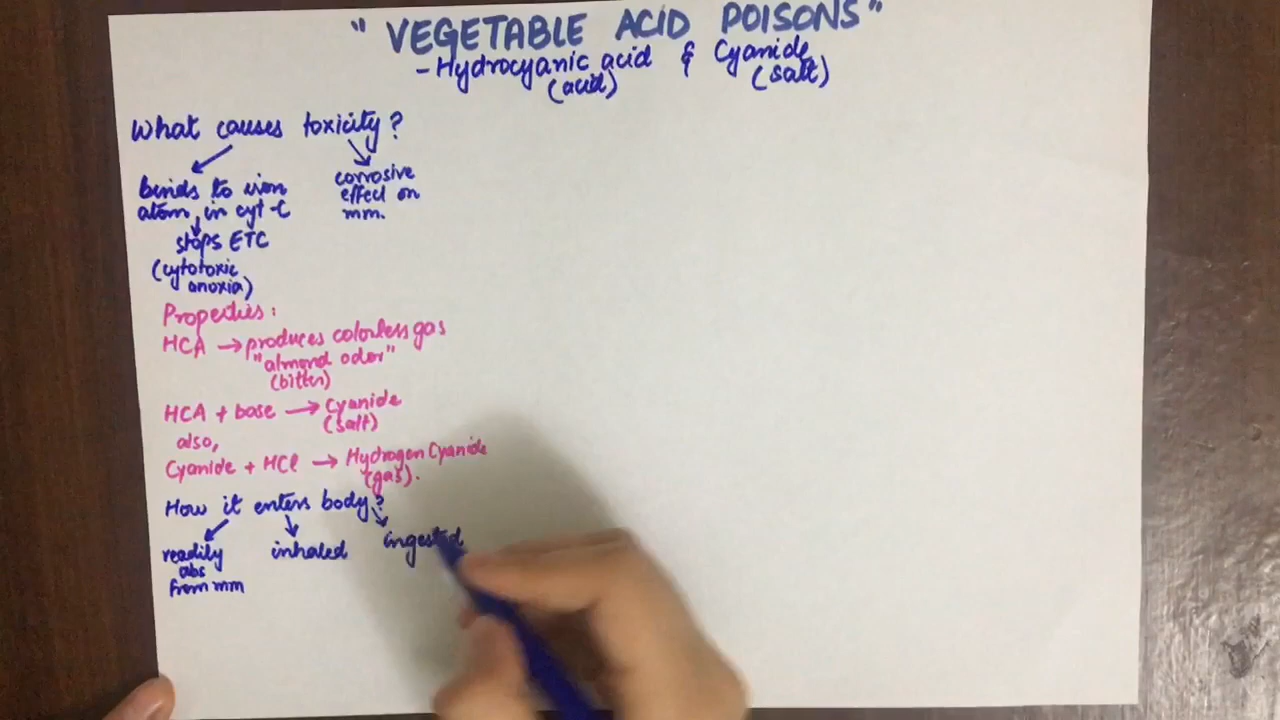 "VEGETABLE ACID POISONS"
- Hydrocyanic acid & Cyanide
(acid) (salt)
What causes toxicity?
binds to iron
atom in cyt-C
stops ETC
(cytotoxic
anoxia)
corrosive
effect on
mm.
Properties:
HCA → produces colorless gas
"almond odor"
(bitter)
HCA + base → Cyanide
(salt)
also,
Cyanide + HCl → Hydrogen Cyanide
(gas).
How it enters body?
readily
abs
from mm
inhaled
ingested